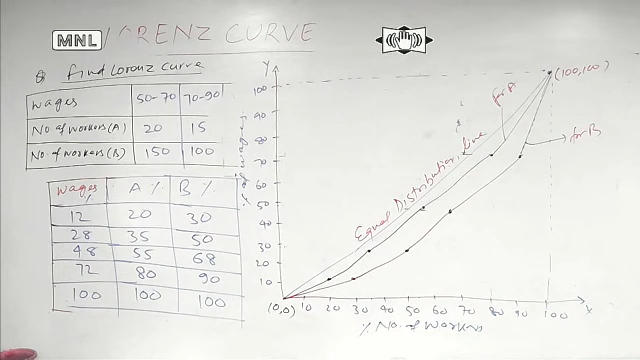 MNL
LORENZ CURVE
Q Find Lorenz curve
Wages 50-70 70-90
No of workers (A) 20 15
No of workers (B) 150 100
Wages % A % B %
12 20 30
28 35 50
48 55 68
72 80 90
100 100 100
Y
100
90
80
70
60
50
40
30
20
10
(0,0) 10 20 30 40 50 60 70 80 90 100 X
% No. of Workers
Equal Distribution line
for A
for B
(100,100)